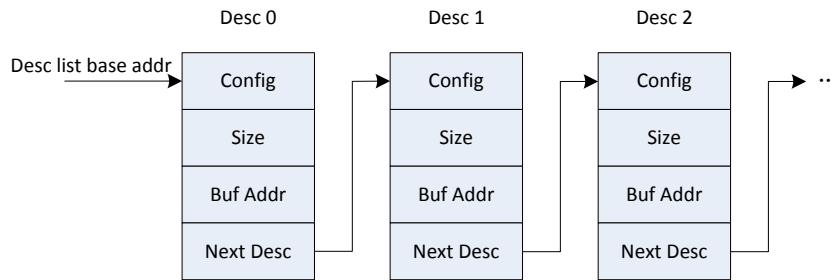 Desc 0
Desc 1
Desc 2
Desc list base addr
Config
Config
Config
..
Size
Size
Size
Buf Addr
Buf Addr
Buf Addr
Next Desc
Next Desc
Next Desc